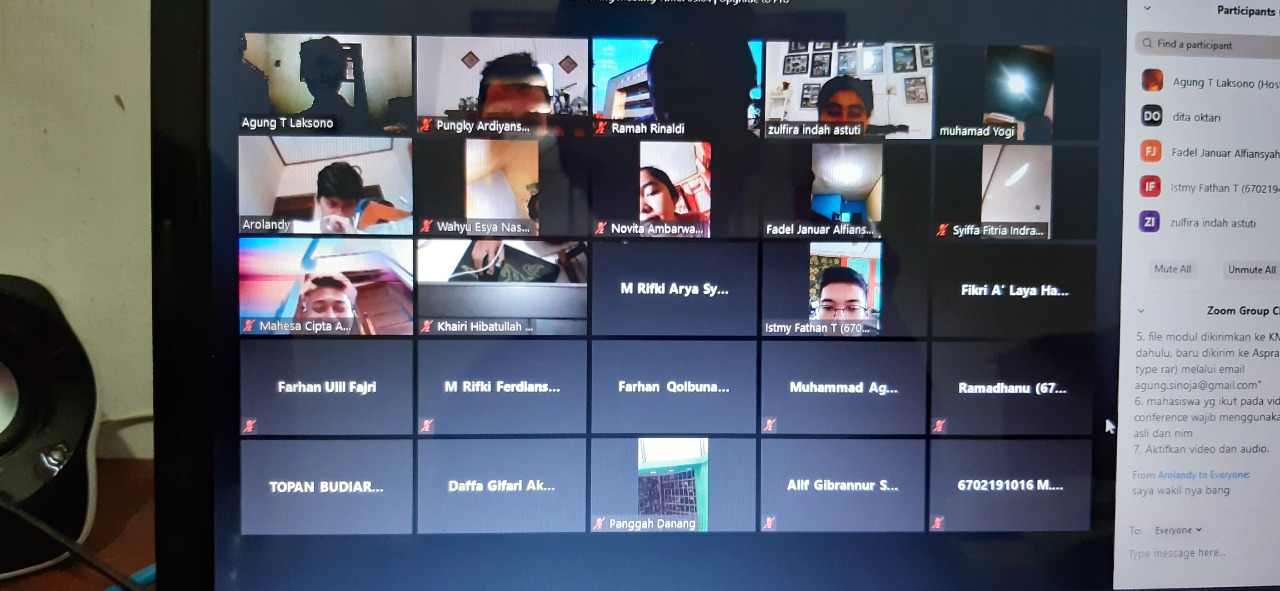 Upgrade to Pro
Agung T Laksono
Pungky Ardiyans...
Ramah Rinaldi
zulfira indah astuti
muhamad Yogi
Arolandy
Wahyu Esya Nas...
Novita Ambarwa...
Fadel Januar Alfians...
Syiffa Fitria Indra...
Mahesa Cipta A...
Khairi Hibatullah ...
M Rifki Arya Sy...
Istmy Fathan T (670...
Fikri A' Laya Ha...
Farhan Ulil Fajri
M Rifki Ferdians...
Farhan Qolbuna...
Muhammad Ag...
Ramadhanu (67...
TOPAN BUDIAR...
Daffa Gifari Ak...
Panggah Danang
Alif Gibrannur S...
6702191016 M....
Participants (
Find a participant
Agung T Laksono (Hos
DO dita oktari
FJ Fadel Januar Alfiansyah
IF Istmy Fathan T (670219
ZI zulfira indah astuti
Mute All
Unmute All
Zoom Group C
5. file modul dikirimkan ke
dahulu, baru dikirim ke Aspra
type rar) melalui email
agung.sinoja@gmail.com"
6. mahasiswa yg ikut pada vid
conference wajib menggunaka
asli dan nim
7. Aktifkan video dan audio.
From Arolandy to Everyone:
saya wakil nya bang
To: Everyone
Type message here...